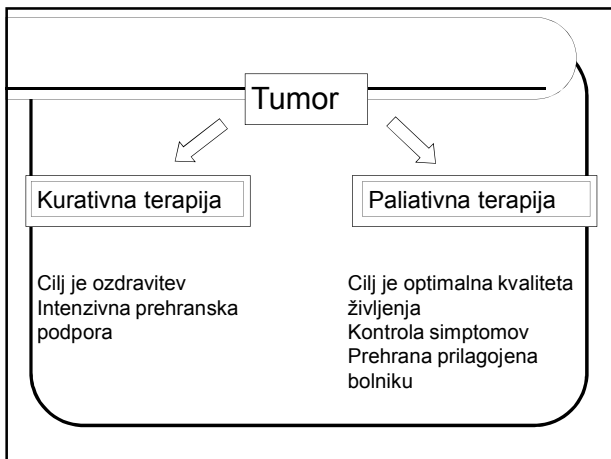 Tumor
Kurativna terapija
Paliativna terapija
Cilj je ozdravitev
Intenzivna prehranska
podpora
Cilj je optimalna kvaliteta
življenja
Kontrola simptomov
Prehrana prilagojena
bolniku